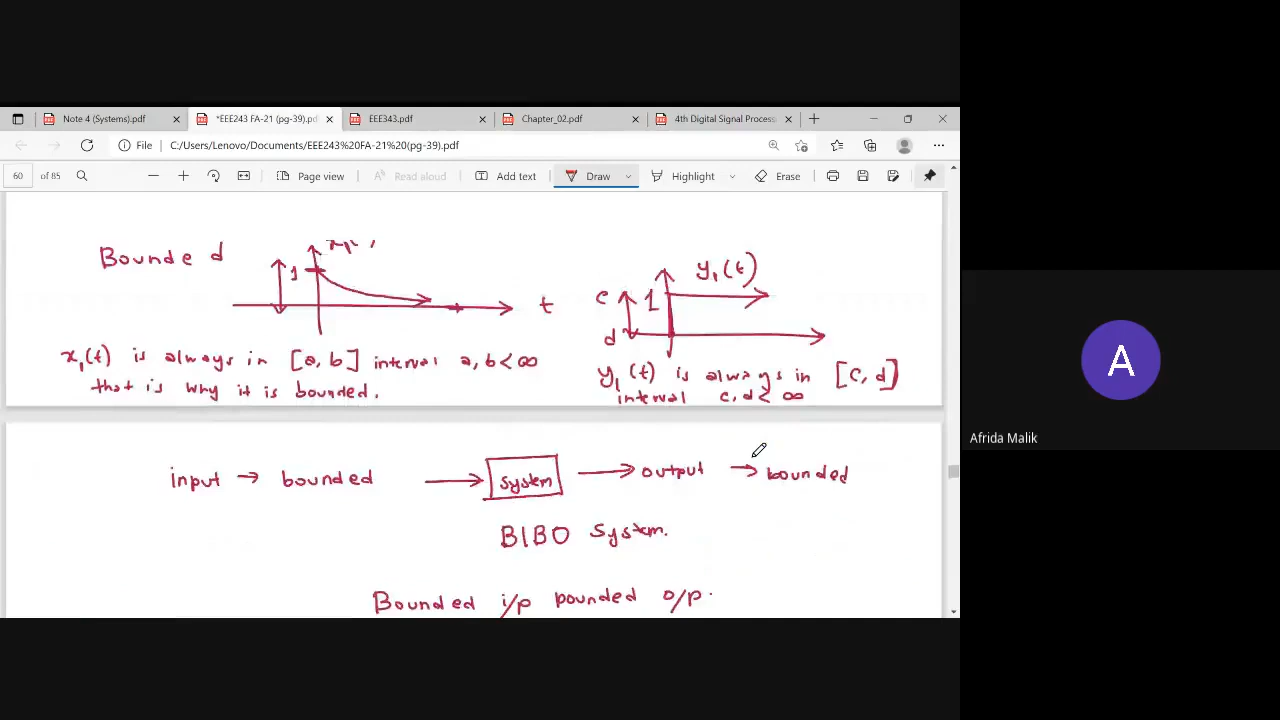 Note 4 (Systems).pdf
*EEE243 FA-21 (pg-39).pd
EEE343.pdf
Chapter_02.pdf
4th Digital Signal Process
File C:/Users/Lenovo/Documents/EEE243%20FA-21%20(pg-39).pdf
60 of 85 Page view Read aloud Add text Draw Highlight Erase
Bounded
1
t
y₁(t)
c 1
d
x₁(t) is always in [a, b] interval a, b < ∞
that is why it is bounded.
y₁(t) is always in [c, d]
interval c, d < ∞
input → bounded → system → output → bounded
BIBO system.
Bounded i/p pounded o/p.
A
Afrida Malik